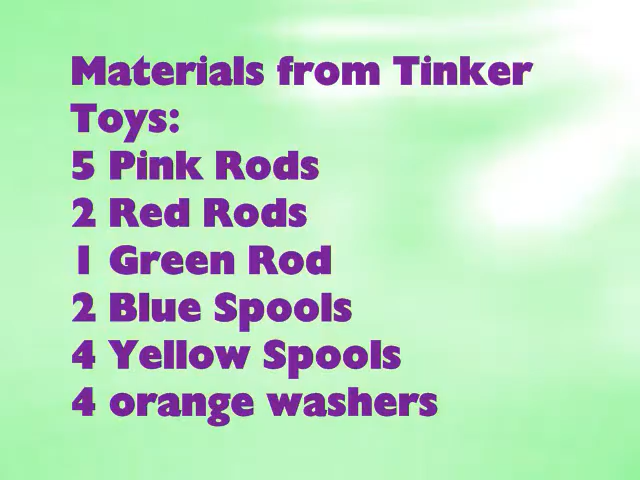 Materials from Tinker
Toys:
5 Pink Rods
2 Red Rods
1 Green Rod
2 Blue Spools
4 Yellow Spools
4 orange washers